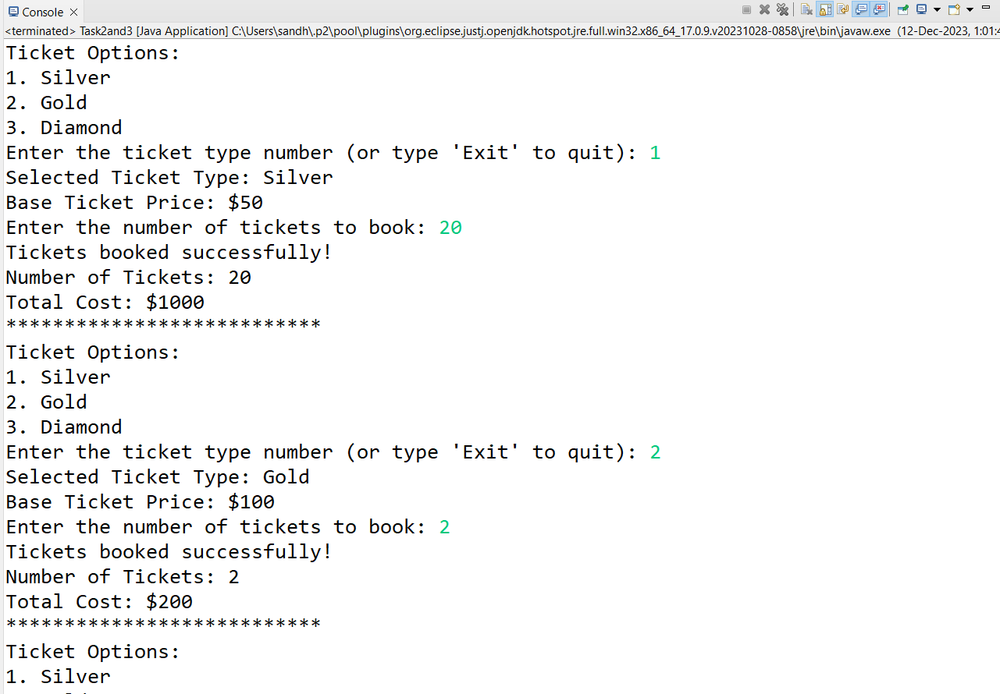 Console
<terminated> Task2and3 [Java Application] C:\Users\sandh\.p2\pool\plugins\org.eclipse.justj.openjdk.hotspot.jre.full.win32.x86_64_17.0.9.v20231028-0858\jre\bin\javaw.exe (12-Dec-2023, 1:01:4
Ticket Options:
1. Silver
2. Gold
3. Diamond
Enter the ticket type number (or type 'Exit' to quit): 1
Selected Ticket Type: Silver
Base Ticket Price: $50
Enter the number of tickets to book: 20
Tickets booked successfully!
Number of Tickets: 20
Total Cost: $1000
***************************
Ticket Options:
1. Silver
2. Gold
3. Diamond
Enter the ticket type number (or type 'Exit' to quit): 2
Selected Ticket Type: Gold
Base Ticket Price: $100
Enter the number of tickets to book: 2
Tickets booked successfully!
Number of Tickets: 2
Total Cost: $200
***************************
Ticket Options:
1. Silver